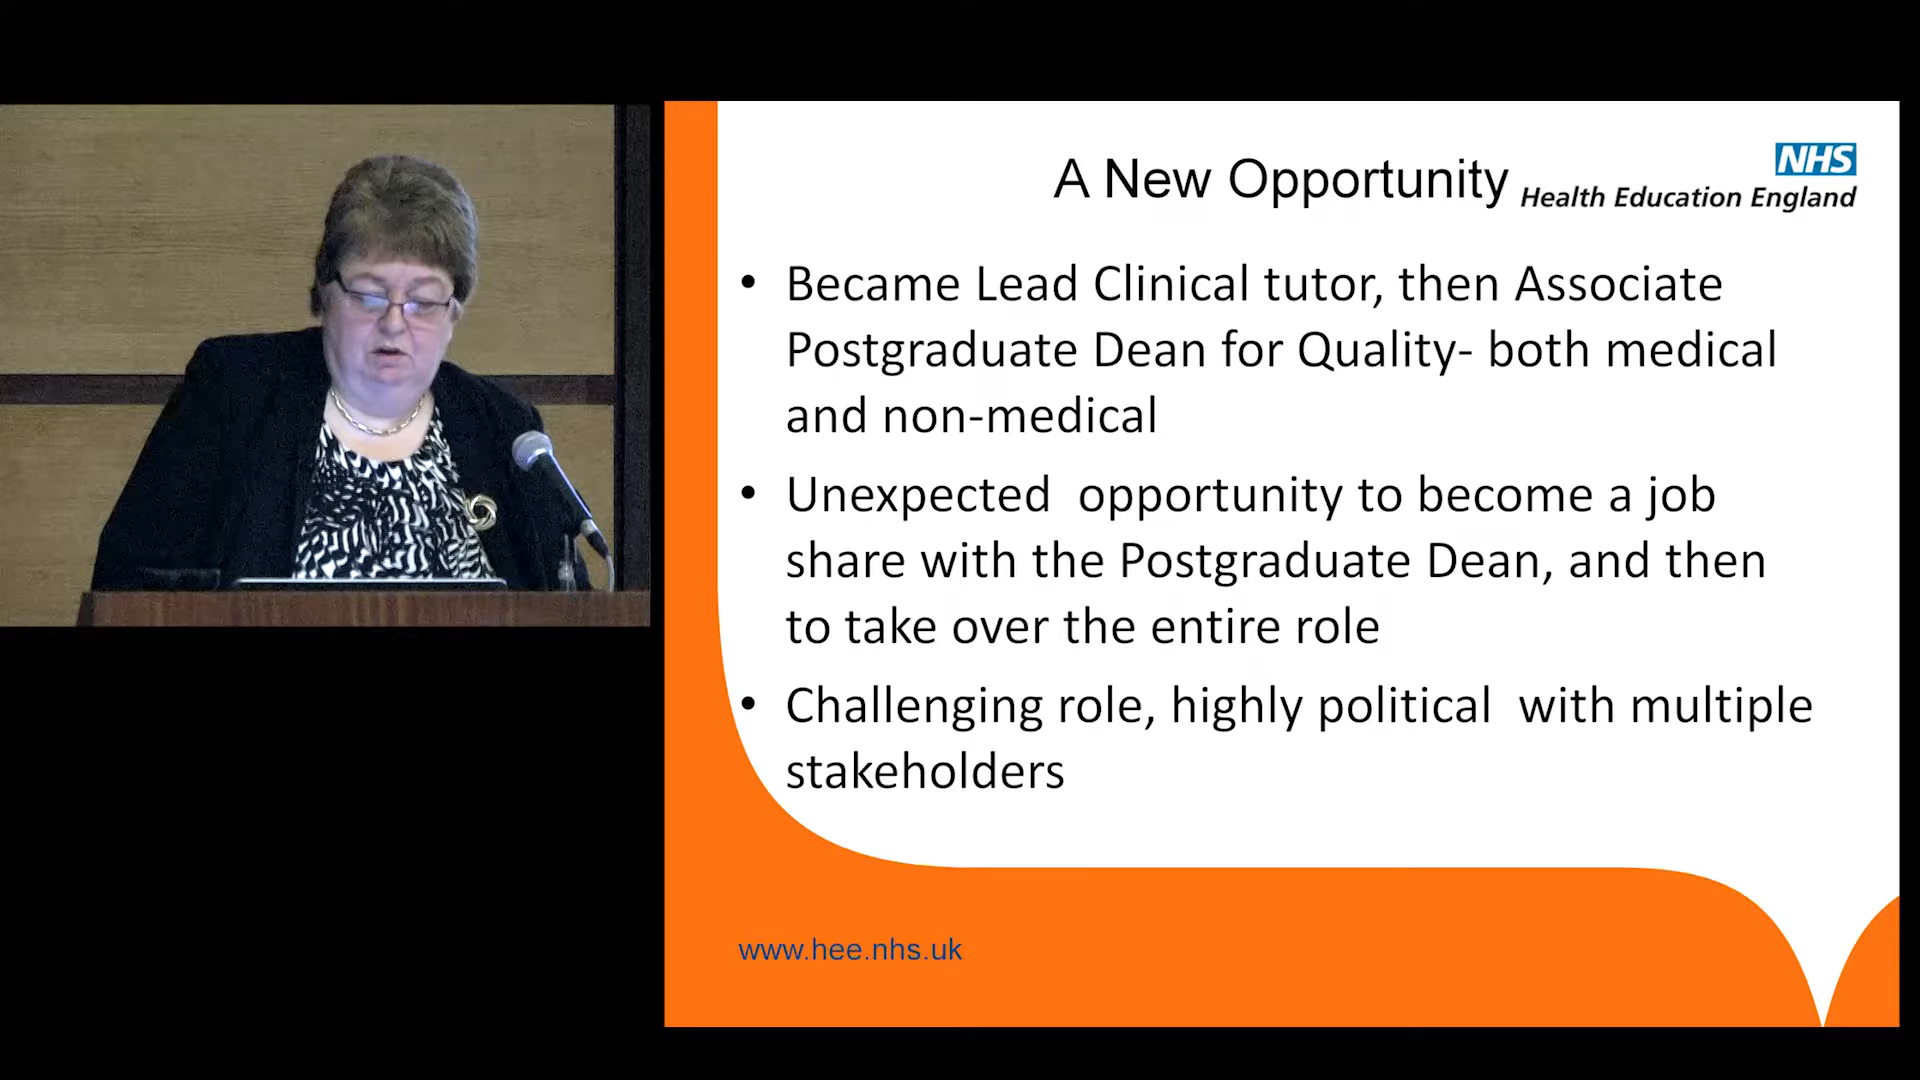 A New Opportunity
NHS
Health Education England
• Became Lead Clinical tutor, then Associate
Postgraduate Dean for Quality- both medical
and non-medical
• Unexpected  opportunity to become a job
share with the Postgraduate Dean, and then
to take over the entire role
• Challenging role, highly political  with multiple
stakeholders
www.hee.nhs.uk